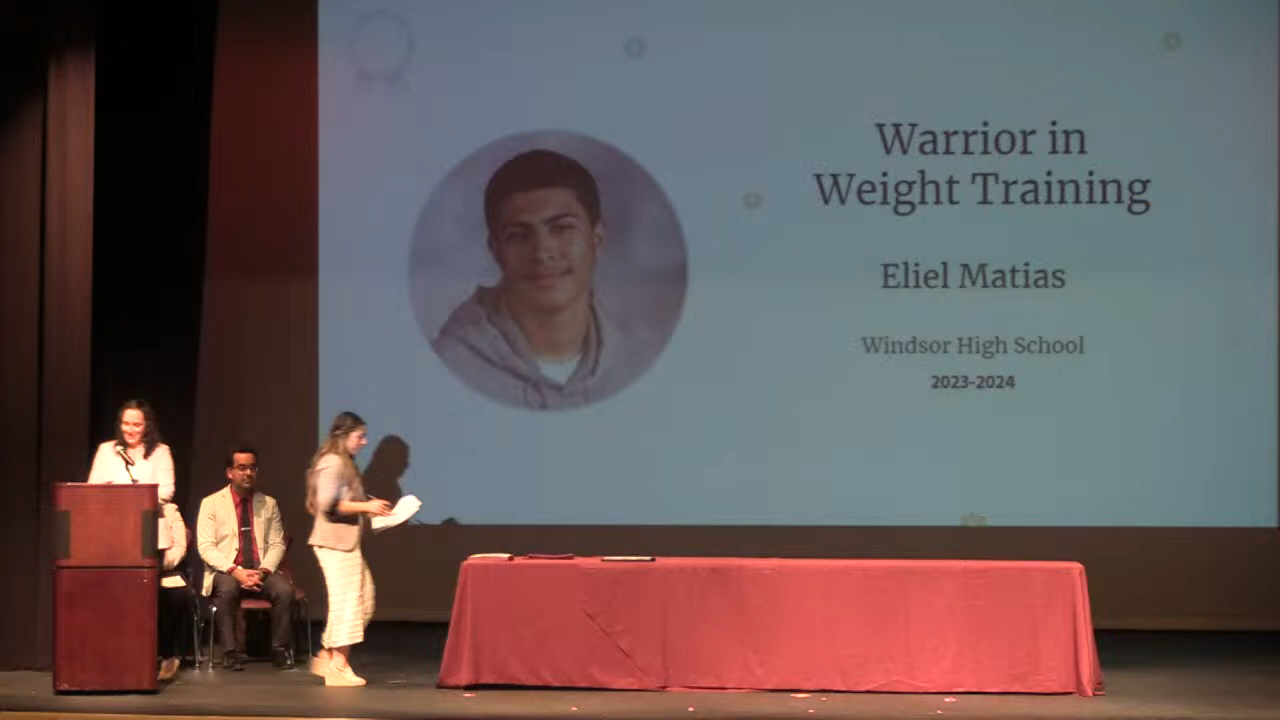 Warrior in
Weight Training
Eliel Matias
Windsor High School
2023-2024